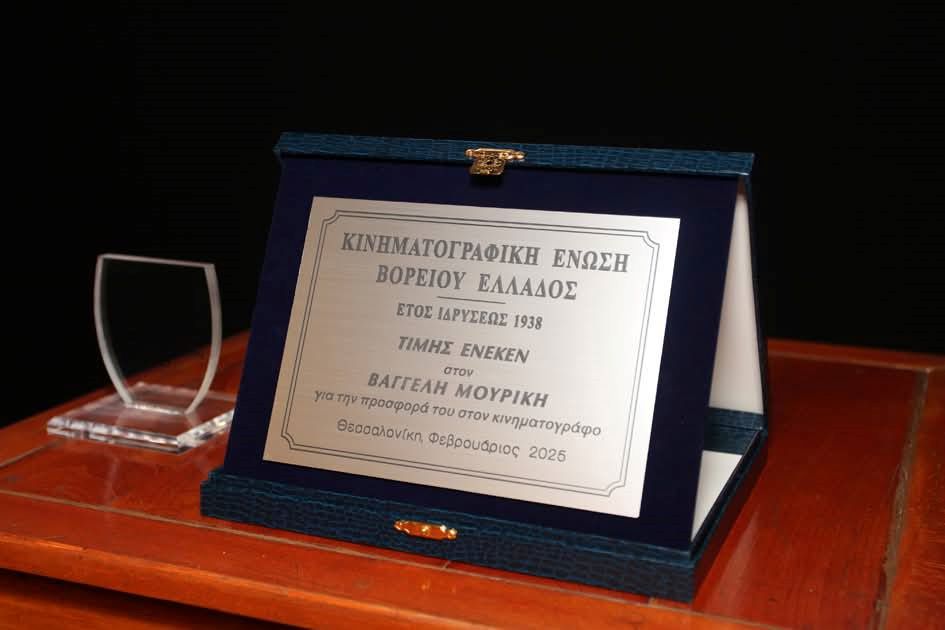 ΚΙΝΗΜΑΤΟΓΡΑΦΙΚΗ ΕΝΩΣΗ
ΒΟΡΕΙΟΥ ΕΛΛΑΔΟΣ
ΕΤΟΣ ΙΔΡΥΣΕΩΣ 1938
ΤΙΜΗΣ ΕΝΕΚΕΝ
στον
ΒΑΓΓΕΛΗ ΜΟΥΡΙΚΗ
για την προσφορά του στον κινηματογράφο
Θεσσαλονίκη, Φεβρουάριος 2025